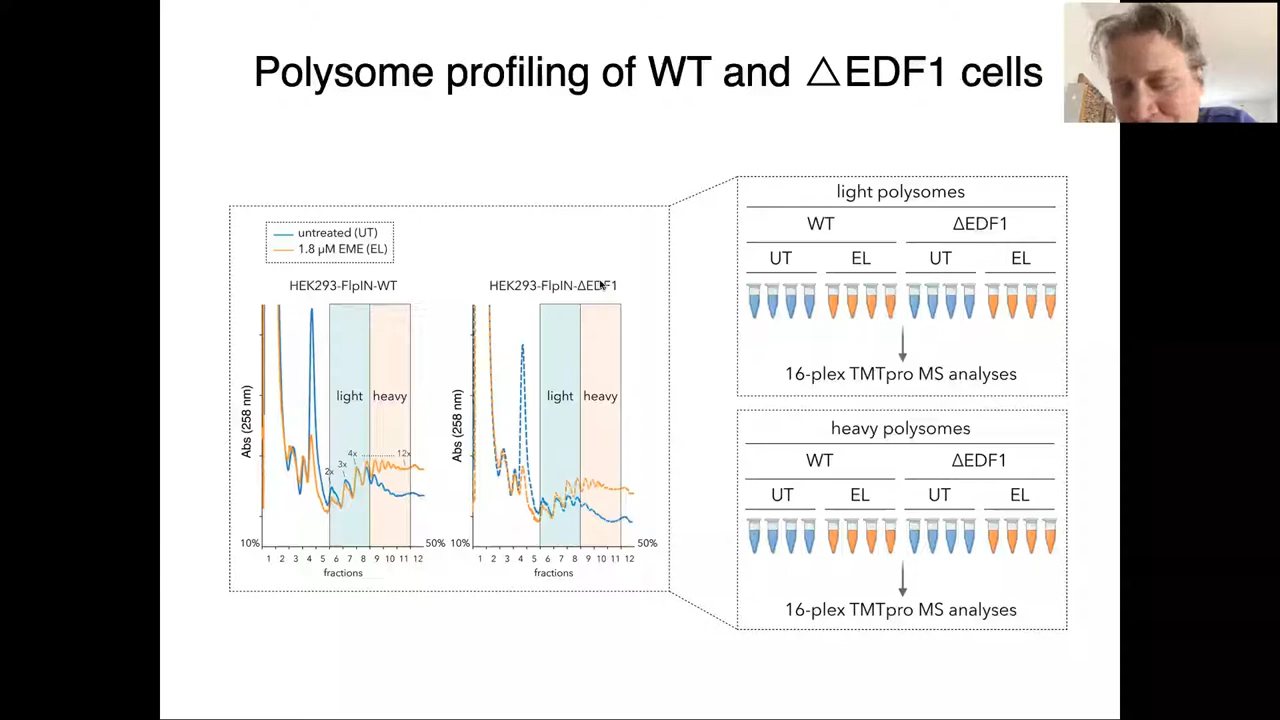 Polysome profiling of WT and △EDF1 cells
untreated (UT)
1.8 µM EME (EL)
HEK293-FlpIN-WT
Abs (258 nm)
light
heavy
2x
3x
4x
12x
10%
50%
1 2 3 4 5 6 7 8 9 10 11 12
fractions
HEK293-FlpIN-ΔEDF1
Abs (258 nm)
light
heavy
10%
50%
1 2 3 4 5 6 7 8 9 10 11 12
fractions
light polysomes
WT ΔEDF1
UT EL UT EL
16-plex TMTpro MS analyses
heavy polysomes
WT ΔEDF1
UT EL UT EL
16-plex TMTpro MS analyses